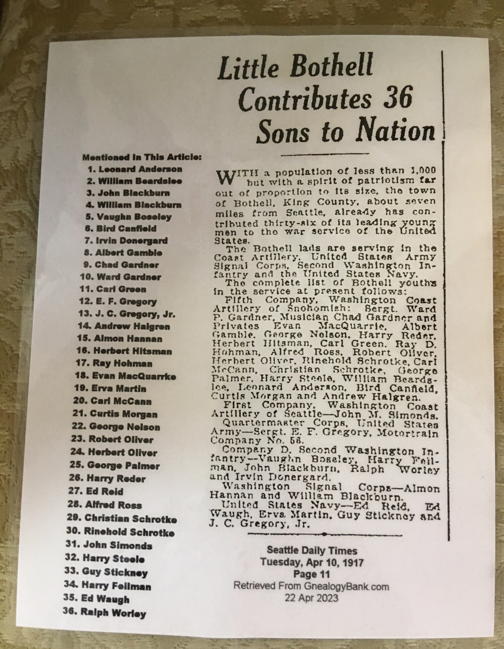 Little Bothell
Contributes 36
Sons to Nation
Mentioned In This Article:
1. Leonard Anderson
2. William Beardslee
3. John Blackburn
4. William Blackburn
5. Vaughn Boseley
6. Bird Canfield
7. Irvin Donergard
8. Albert Gamble
9. Chad Gardner
10. Ward Gardner
11. Carl Green
12. E. F. Gregory
13. J. C. Gregory, Jr.
14. Andrew Halgren
15. Almon Hannan
16. Herbert Hitsman
17. Ray Hohman
18. Evan MacQuarrke
19. Erva Martin
20. Carl McCann
21. Curtis Morgan
22. George Nelson
23. Robert Oliver
24. Herbert Oliver
25. George Palmer
26. Harry Reder
27. Ed Reid
28. Alfred Ross
29. Christian Schrotke
30. Rinehold Schrotke
31. John Simonds
32. Harry Steele
33. Guy Stickney
34. Harry Feilman
35. Ed Waugh
36. Ralph Worley
WITH a population of less than 1,000
but with a spirit of patriotism far
out of proportion to its size, the town
of Bothell, King County, about seven
miles from Seattle, already has con-
tributed thirty-six of its leading young
men to the war service of the United
States.
The Bothell lads are serving in the
Coast Artillery, United States Army
Signal Corps, Second Washington In-
fantry and the United States Navy.
The complete list of Bothell youths
in the service at present follows:
Fifth Company, Washington Coast
Artillery of Snohomish: Sergt. Ward
P. Gardner, Musician Chad Gardner and
Privates Evan MacQuarrie, Albert
Gamble, George Nelson, Harry Reder,
Herbert Hitsman, Carl Green, Ray D.
Hohman, Alfred Ross, Robert Oliver,
Herbert Oliver, Rinehold Schrotke, Carl
McCann, Christian Schrotke, George
Palmer, Harry Steele, William Beards-
lee, Leonard Anderson, Bird Canfield,
Curtis Morgan and Andrew Halgren.
First Company, Washington Coast
Artillery of Seattle—John M. Simonds.
Quartermaster Corps, United States
Army—Sergt. E. F. Gregory, Motortrain
Company No. 56.
Company D, Second Washington In-
fantry—Vaughn Boseley, Harry Feil-
man, John Blackburn, Ralph Worley
and Irvin Donergard.
Washington Signal Corps—Almon
Hannan and William Blackburn.
United States Navy—Ed Reid, Ed
Waugh, Erva Martin, Guy Stickney and
J. C. Gregory, Jr.
Seattle Daily Times
Tuesday, Apr 10, 1917
Page 11
Retrieved From GnealogyBank.com
22 Apr 2023